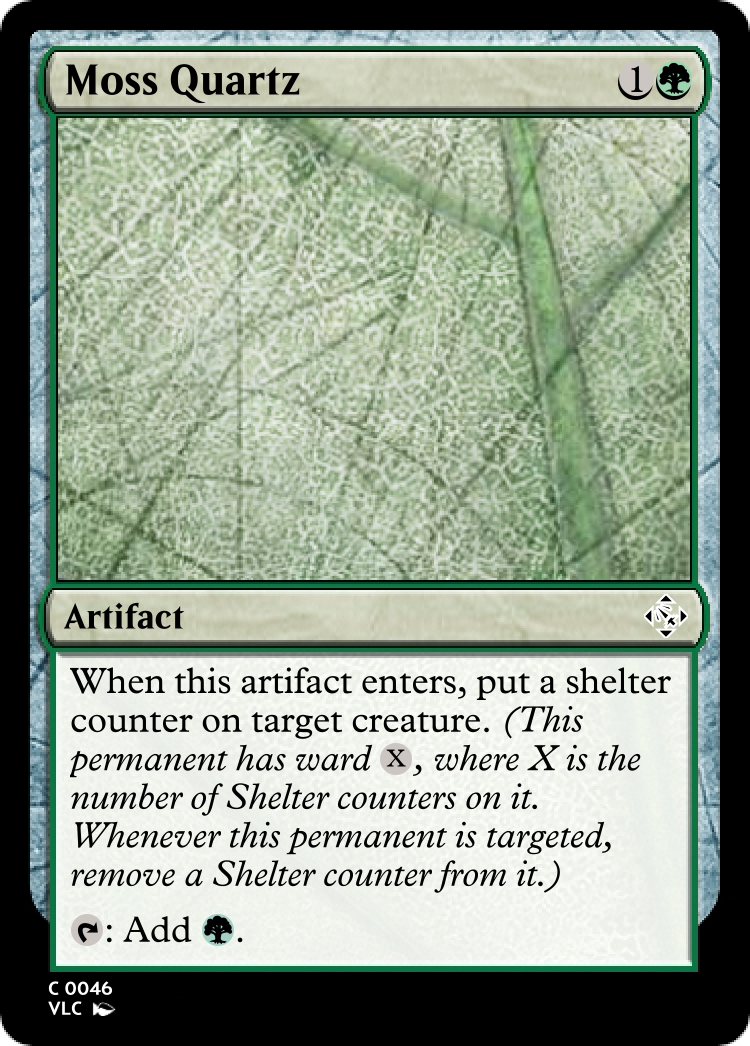 Moss Quartz 1
Artifact
When this artifact enters, put a shelter
counter on target creature. (This
permanent has ward X, where X is the
number of Shelter counters on it.
Whenever this permanent is targeted,
remove a Shelter counter from it.)
: Add .
C 0046
VLC